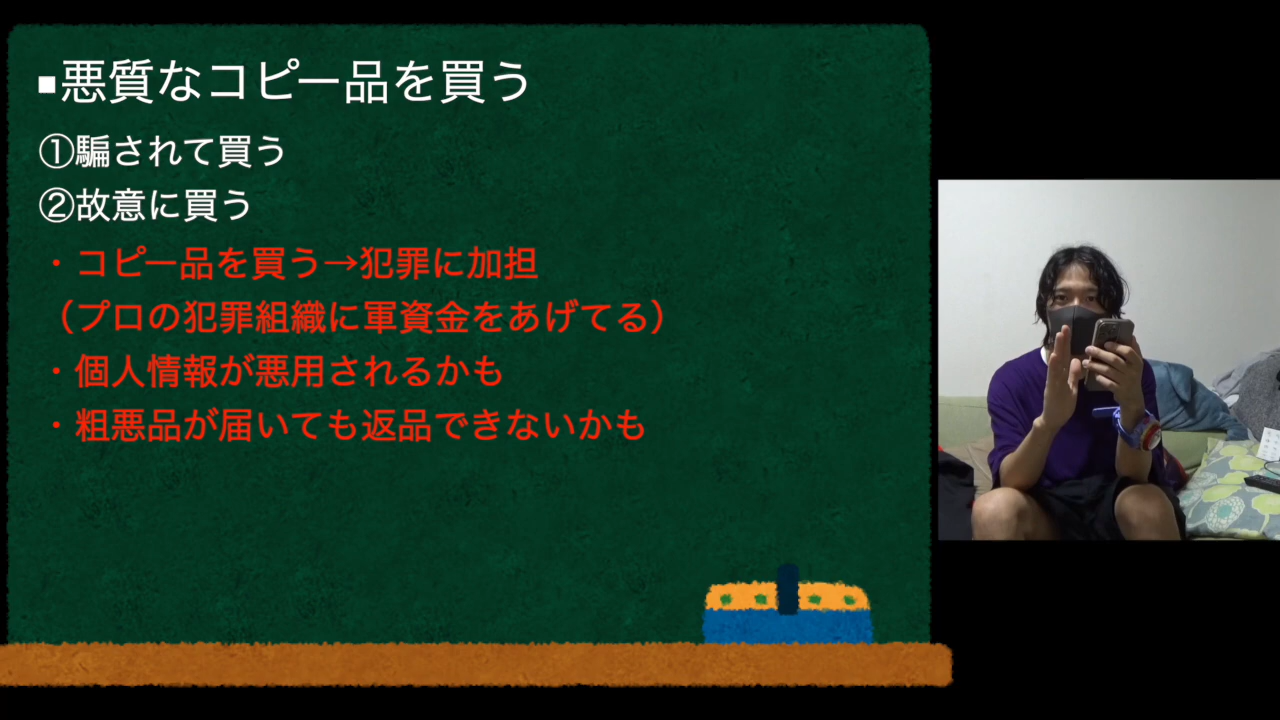 ■悪質なコピー品を買う
①騙されて買う
②故意に買う
・コピー品を買う→犯罪に加担
（プロの犯罪組織に軍資金をあげてる）
・個人情報が悪用されるかも
・粗悪品が届いても返品できないかも